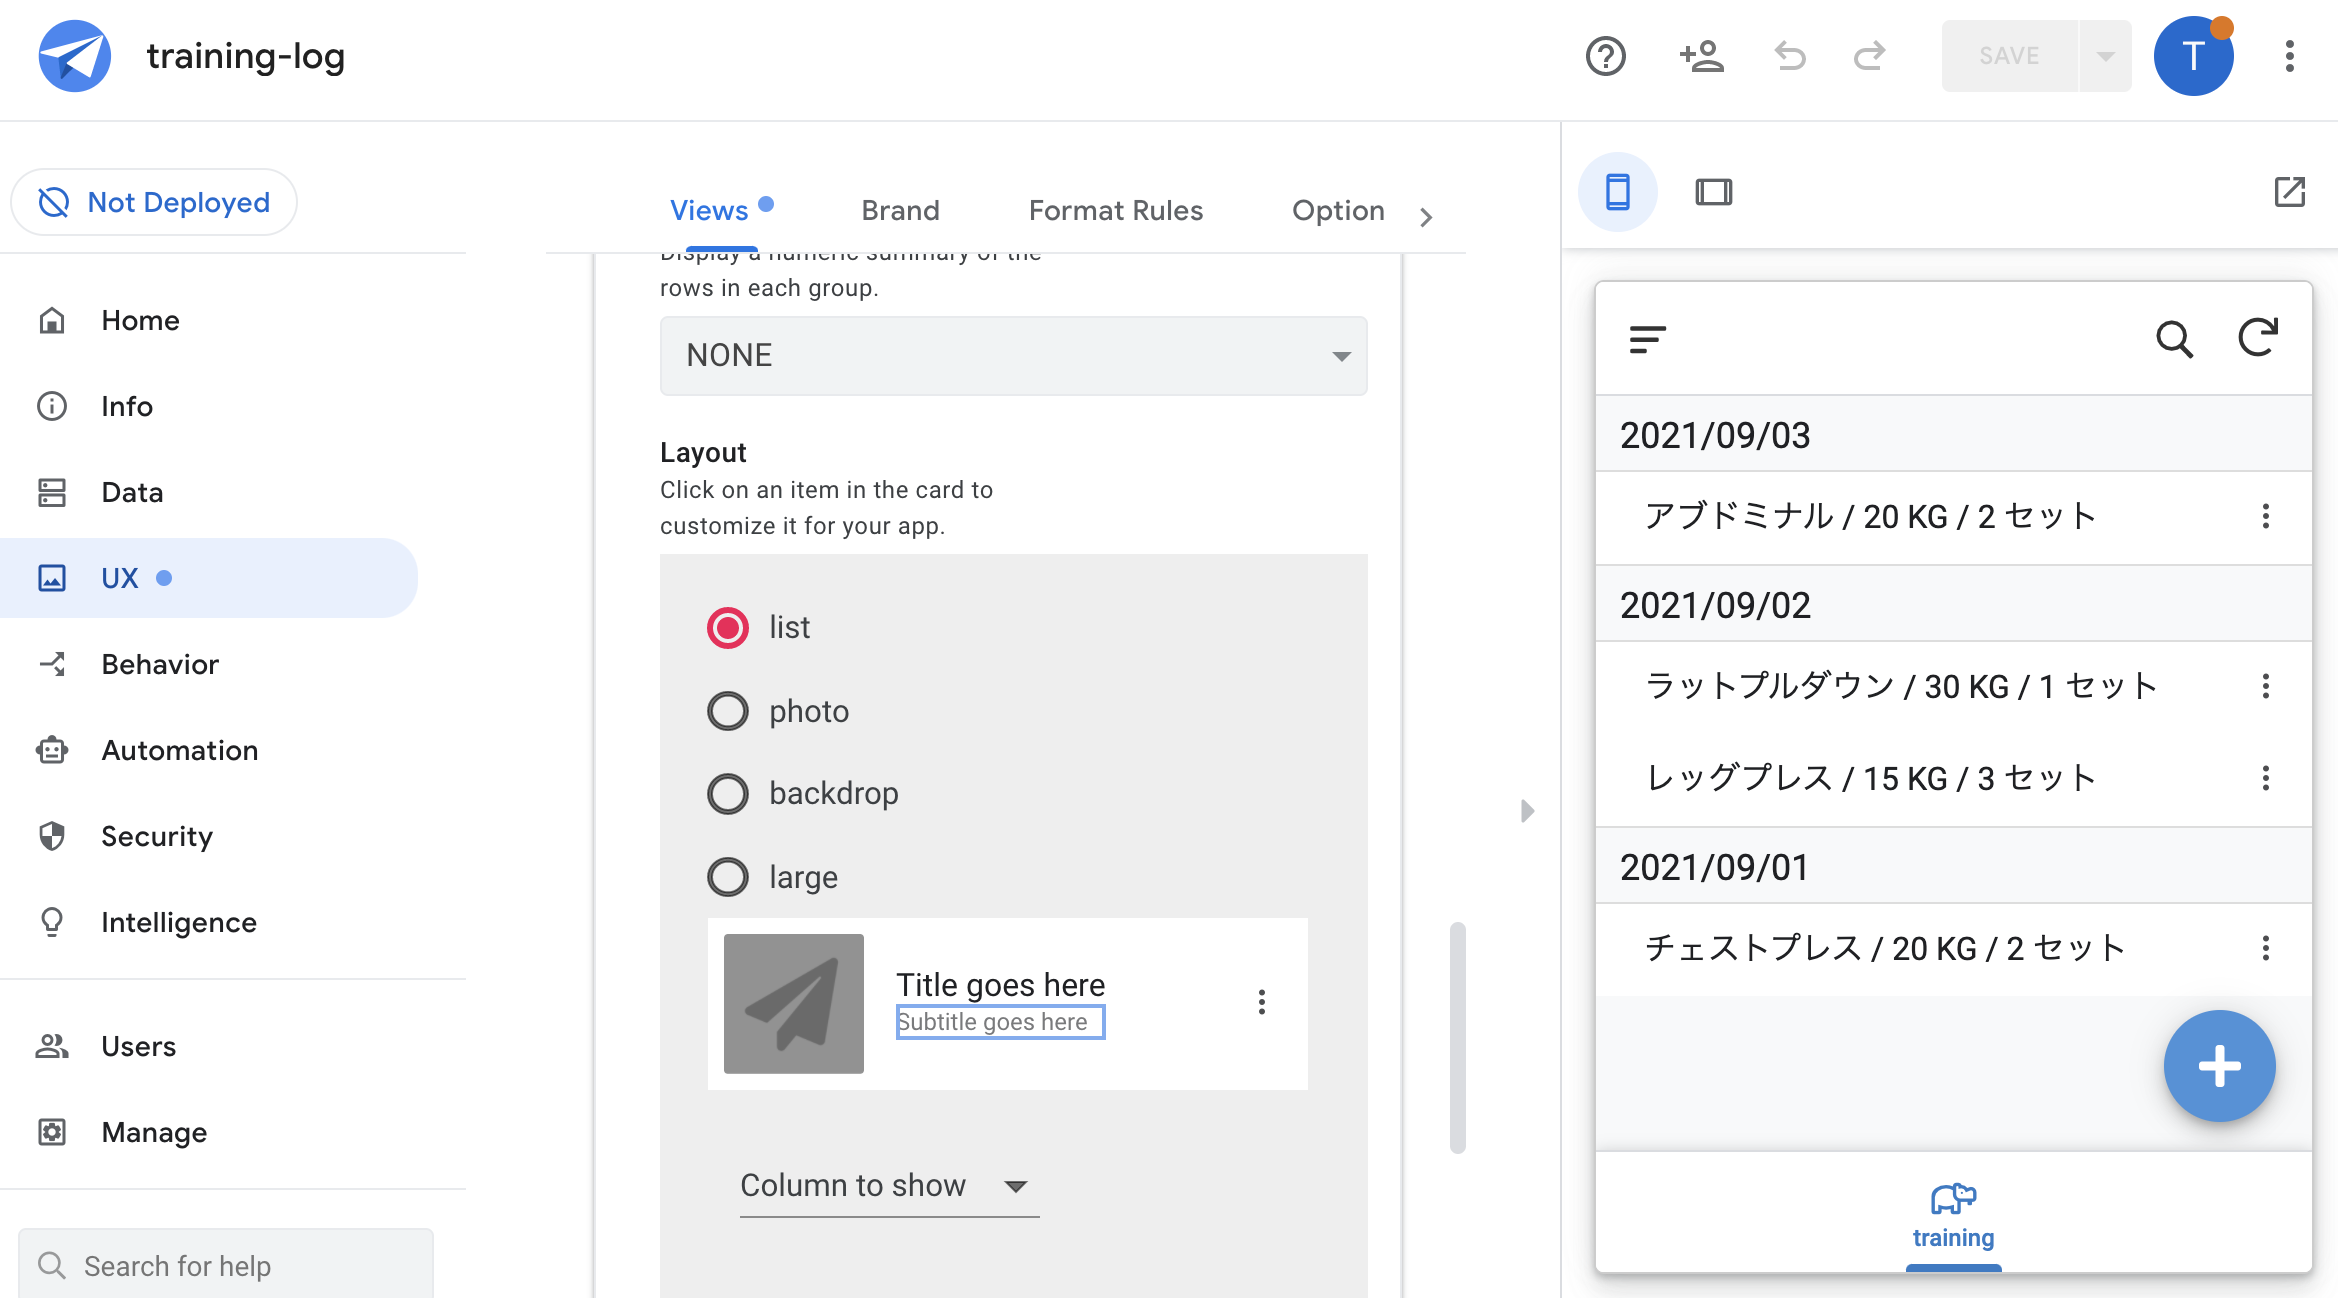 training-log
SAVE
T
Not Deployed
Home
Info
Data
UX
Behavior
Automation
Security
Intelligence
Users
Manage
Search for help
Views
Brand
Format Rules
Option
Display a numeric summary of the
rows in each group.
NONE
Layout
Click on an item in the card to
customize it for your app.
list
photo
backdrop
large
Title goes here
Subtitle goes here
Column to show
2021/09/03
アブドミナル / 20 KG / 2 セット
2021/09/02
ラットプルダウン / 30 KG / 1 セット
レッグプレス / 15 KG / 3 セット
2021/09/01
チェストプレス / 20 KG / 2 セット
training